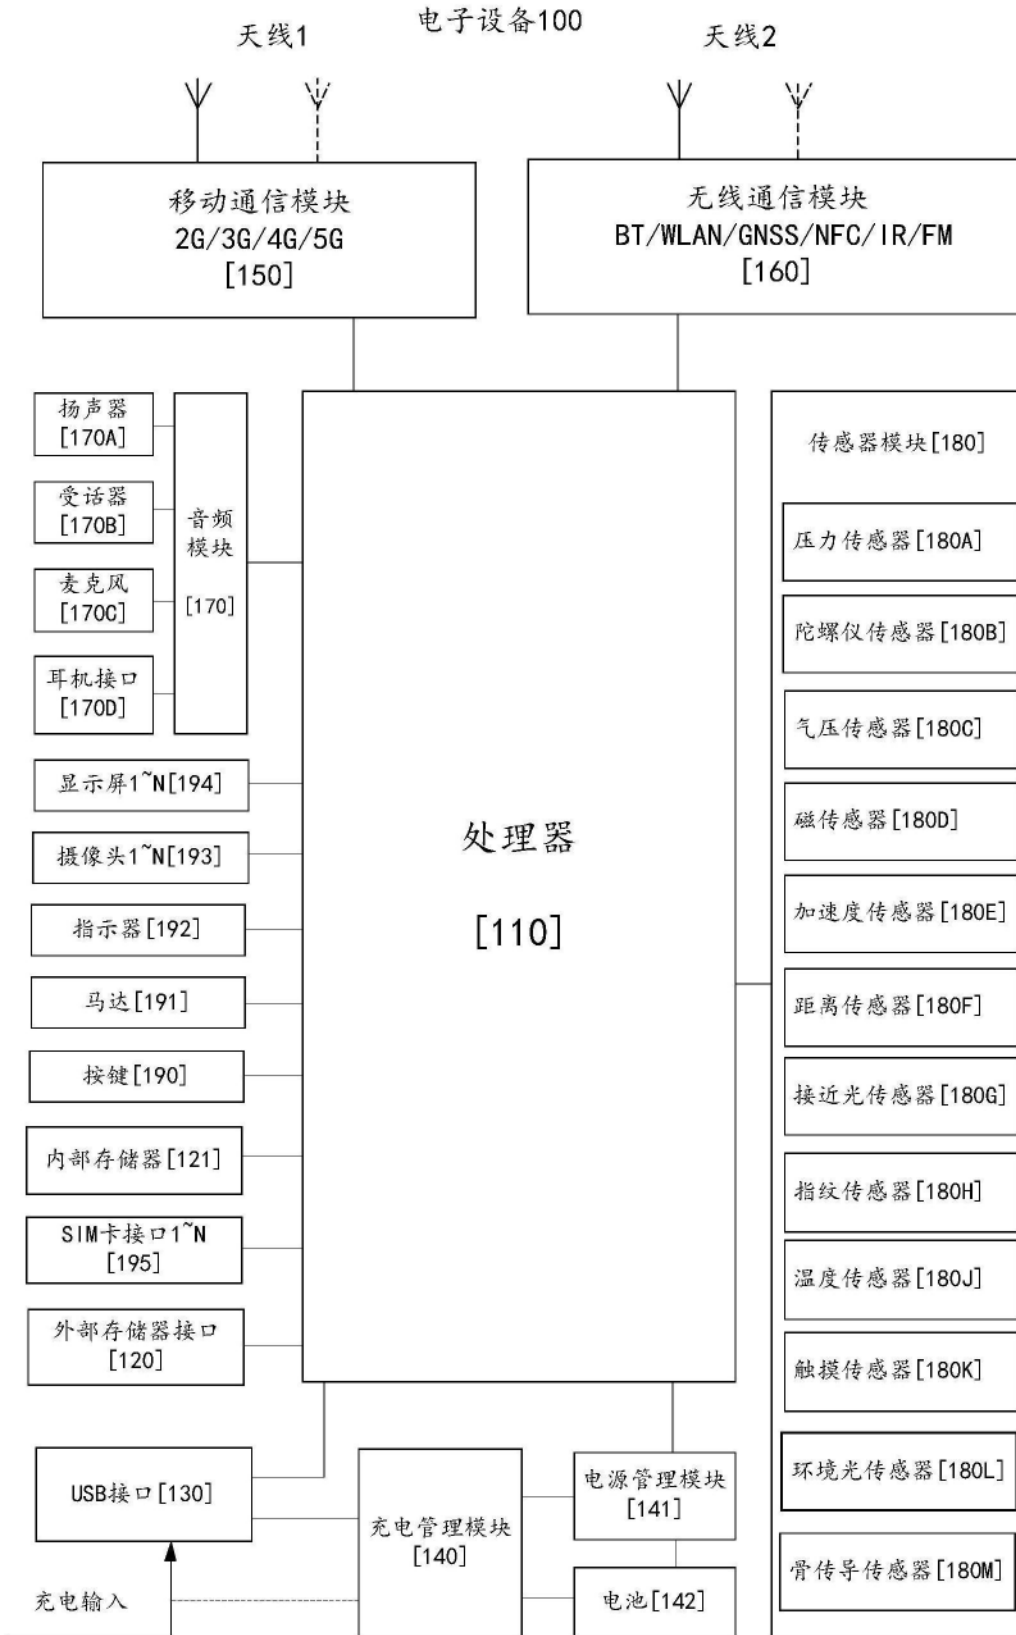 电子设备100
天线1
天线2
移动通信模块
2G/3G/4G/5G
[150]
无线通信模块
BT/WLAN/GNSS/NFC/IR/FM
[160]
扬声器
[170A]
受话器
[170B]
麦克风
[170C]
耳机接口
[170D]
音频
模块
[170]
显示屏1~N[194]
摄像头1~N[193]
指示器[192]
马达[191]
按键[190]
内部存储器[121]
SIM卡接口1~N
[195]
外部存储器接口
[120]
处理器
[110]
传感器模块[180]
压力传感器[180A]
陀螺仪传感器[180B]
气压传感器[180C]
磁传感器[180D]
加速度传感器[180E]
距离传感器[180F]
接近光传感器[180G]
指纹传感器[180H]
温度传感器[180J]
触摸传感器[180K]
环境光传感器[180L]
骨传导传感器[180M]
USB接口[130]
充电输入
充电管理模块
[140]
电源管理模块
[141]
电池[142]